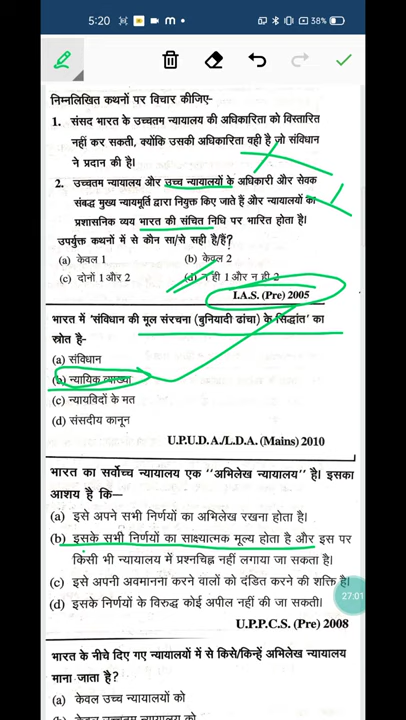 5:20
38%
निम्नलिखित कथनों पर विचार कीजिए-
1. संसद भारत के उच्चतम न्यायालय की अधिकारिता को विस्तारित
नहीं कर सकती, क्योंकि उसकी अधिकारिता वही है जो संविधान
ने प्रदान की है।
2. उच्चतम न्यायालय और उच्च न्यायालयों के अधिकारी और सेवक
संबद्ध मुख्य न्यायमूर्ति द्वारा नियुक्त किए जाते हैं और न्यायालयों का
प्रशासनिक व्यय भारत की संचित निधि पर भारित होता है।
उपर्युक्त कथनों में से कौन सा/से सही है/हैं?
(a) केवल 1 (b) केवल 2
(c) दोनों 1 और 2 (d) न ही 1 और न ही 2
I.A.S. (Pre) 2005
भारत में 'संविधान की मूल संरचना (बुनियादी ढांचा) के सिद्धांत' का
स्रोत है-
(a) संविधान
(b) न्यायिक व्याख्या
(c) न्यायविदों के मत
(d) संसदीय कानून
U.P.U.D.A./L.D.A. (Mains) 2010
भारत का सर्वोच्च न्यायालय एक ''अभिलेख न्यायालय'' है। इसका
आशय है कि—
(a) इसे अपने सभी निर्णयों का अभिलेख रखना होता है।
(b) इसके सभी निर्णयों का साक्ष्यात्मक मूल्य होता है और इस पर
किसी भी न्यायालय में प्रश्नचिह्न नहीं लगाया जा सकता है।
(c) इसे अपनी अवमानना करने वालों को दंडित करने की शक्ति है।
(d) इसके निर्णयों के विरुद्ध कोई अपील नहीं की जा सकती।
27:01
U.P.P.C.S. (Pre) 2008
भारत के नीचे दिए गए न्यायालयों में से किसे/किन्हें अभिलेख न्यायालय
माना जाता है?
(a) केवल उच्च न्यायालयों को
(b) केवल उच्चतम न्यायालय को